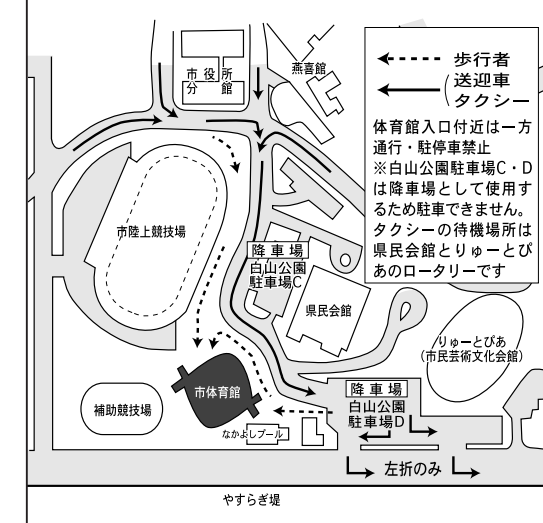 市役所
分　館
燕喜館
歩行者
送迎車
タクシー
体育館入口付近は一方
通行・駐停車禁止
※白山公園駐車場C・D
は降車場として使用す
るため駐車できません。
タクシーの待機場所は
県民会館とりゅーとぴ
あのロータリーです
市陸上競技場
降車場
白山公園
駐車場C
県民会館
りゅーとぴあ
(市民芸術文化会館)
市体育館
降車場
白山公園
駐車場D
補助競技場
なかよしプール
左折のみ
やすらぎ堤